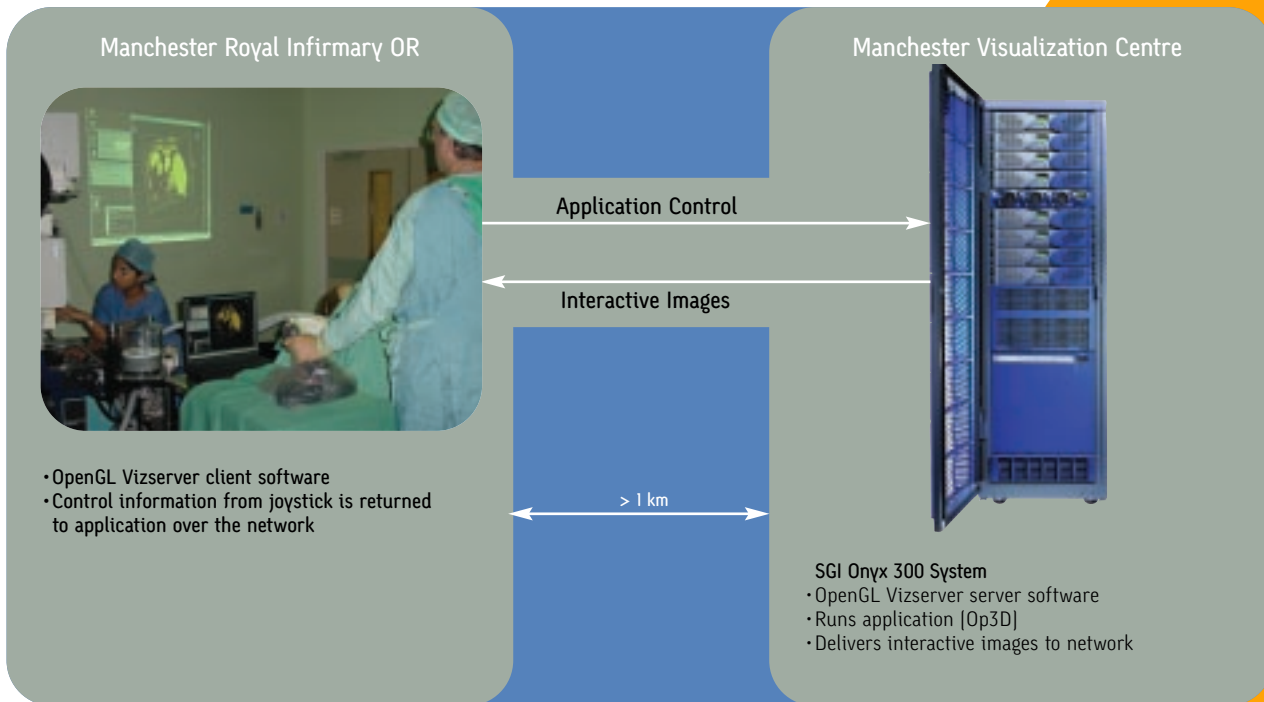 Manchester Royal Infirmary OR
Manchester Visualization Centre
Application Control
Interactive Images
· OpenGL Vizserver client software
· Control information from joystick is returned
to application over the network
> 1 km
SGI Onyx 300 System
· OpenGL Vizserver server software
· Runs application (Op3D)
· Delivers interactive images to network